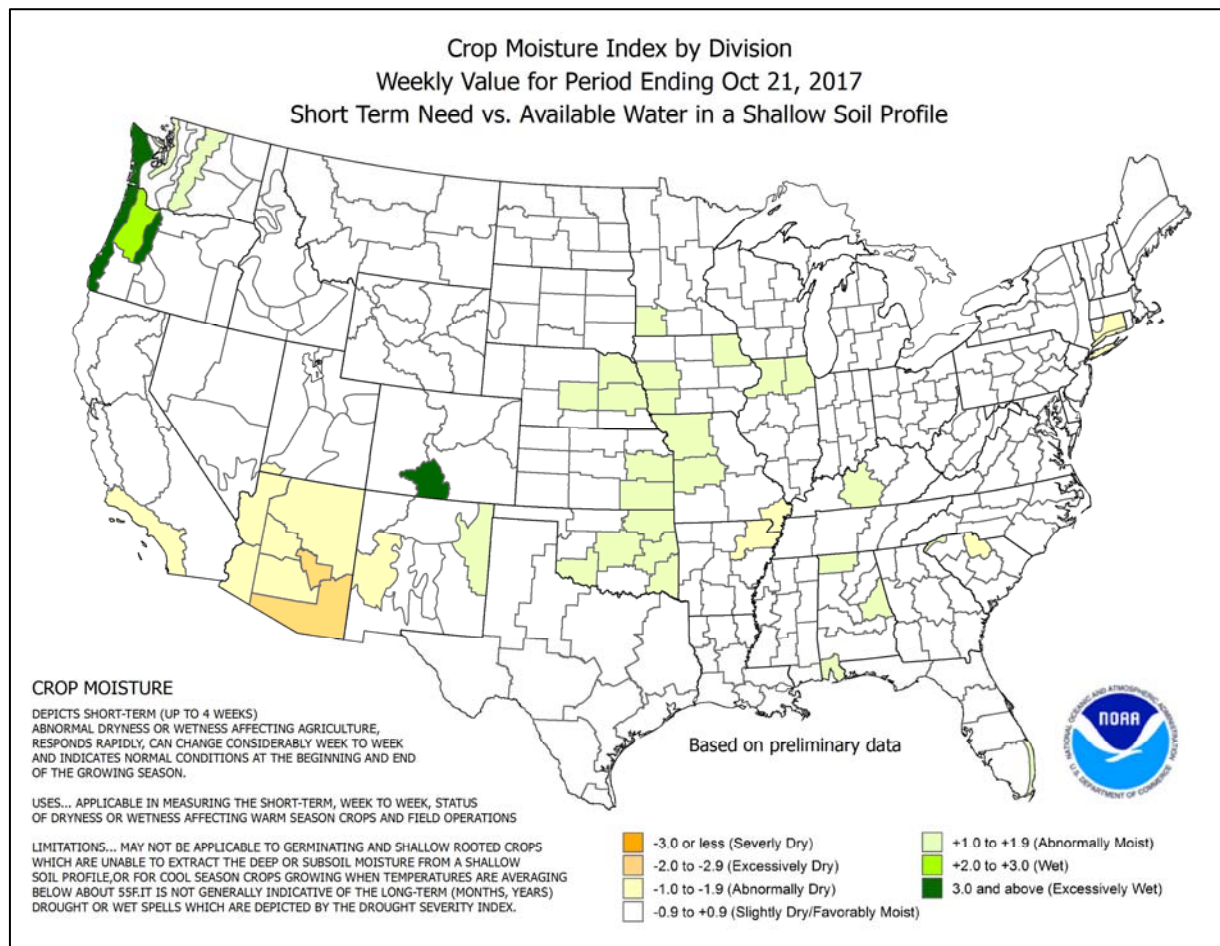 Crop Moisture Index by Division
Weekly Value for Period Ending Oct 21, 2017
Short Term Need vs. Available Water in a Shallow Soil Profile
CROP MOISTURE
DEPICTS SHORT-TERM (UP TO 4 WEEKS)
ABNORMAL DRYNESS OR WETNESS AFFECTING AGRICULTURE,
RESPONDS RAPIDLY, CAN CHANGE CONSIDERABLY WEEK TO WEEK
AND INDICATES NORMAL CONDITIONS AT THE BEGINNING AND END
OF THE GROWING SEASON.
USES... APPLICABLE IN MEASURING THE SHORT-TERM, WEEK TO WEEK, STATUS
OF DRYNESS OR WETNESS AFFECTING WARM SEASON CROPS AND FIELD OPERATIONS
LIMITATIONS... MAY NOT BE APPLICABLE TO GERMINATING AND SHALLOW ROOTED CROPS
WHICH ARE UNABLE TO EXTRACT THE DEEP OR SUBSOIL MOISTURE FROM A SHALLOW
SOIL PROFILE,OR FOR COOL SEASON CROPS GROWING WHEN TEMPERATURES ARE AVERAGING
BELOW ABOUT 55F.IT IS NOT GENERALLY INDICATIVE OF THE LONG-TERM (MONTHS, YEARS)
DROUGHT OR WET SPELLS WHICH ARE DEPICTED BY THE DROUGHT SEVERITY INDEX.
Based on preliminary data
NATIONAL OCEANIC AND ATMOSPHERIC ADMINISTRATION
NOAA
U.S. DEPARTMENT OF COMMERCE
-3.0 or less (Severly Dry)
-2.0 to -2.9 (Excessively Dry)
-1.0 to -1.9 (Abnormally Dry)
-0.9 to +0.9 (Slightly Dry/Favorably Moist)
+1.0 to +1.9 (Abnormally Moist)
+2.0 to +3.0 (Wet)
3.0 and above (Excessively Wet)